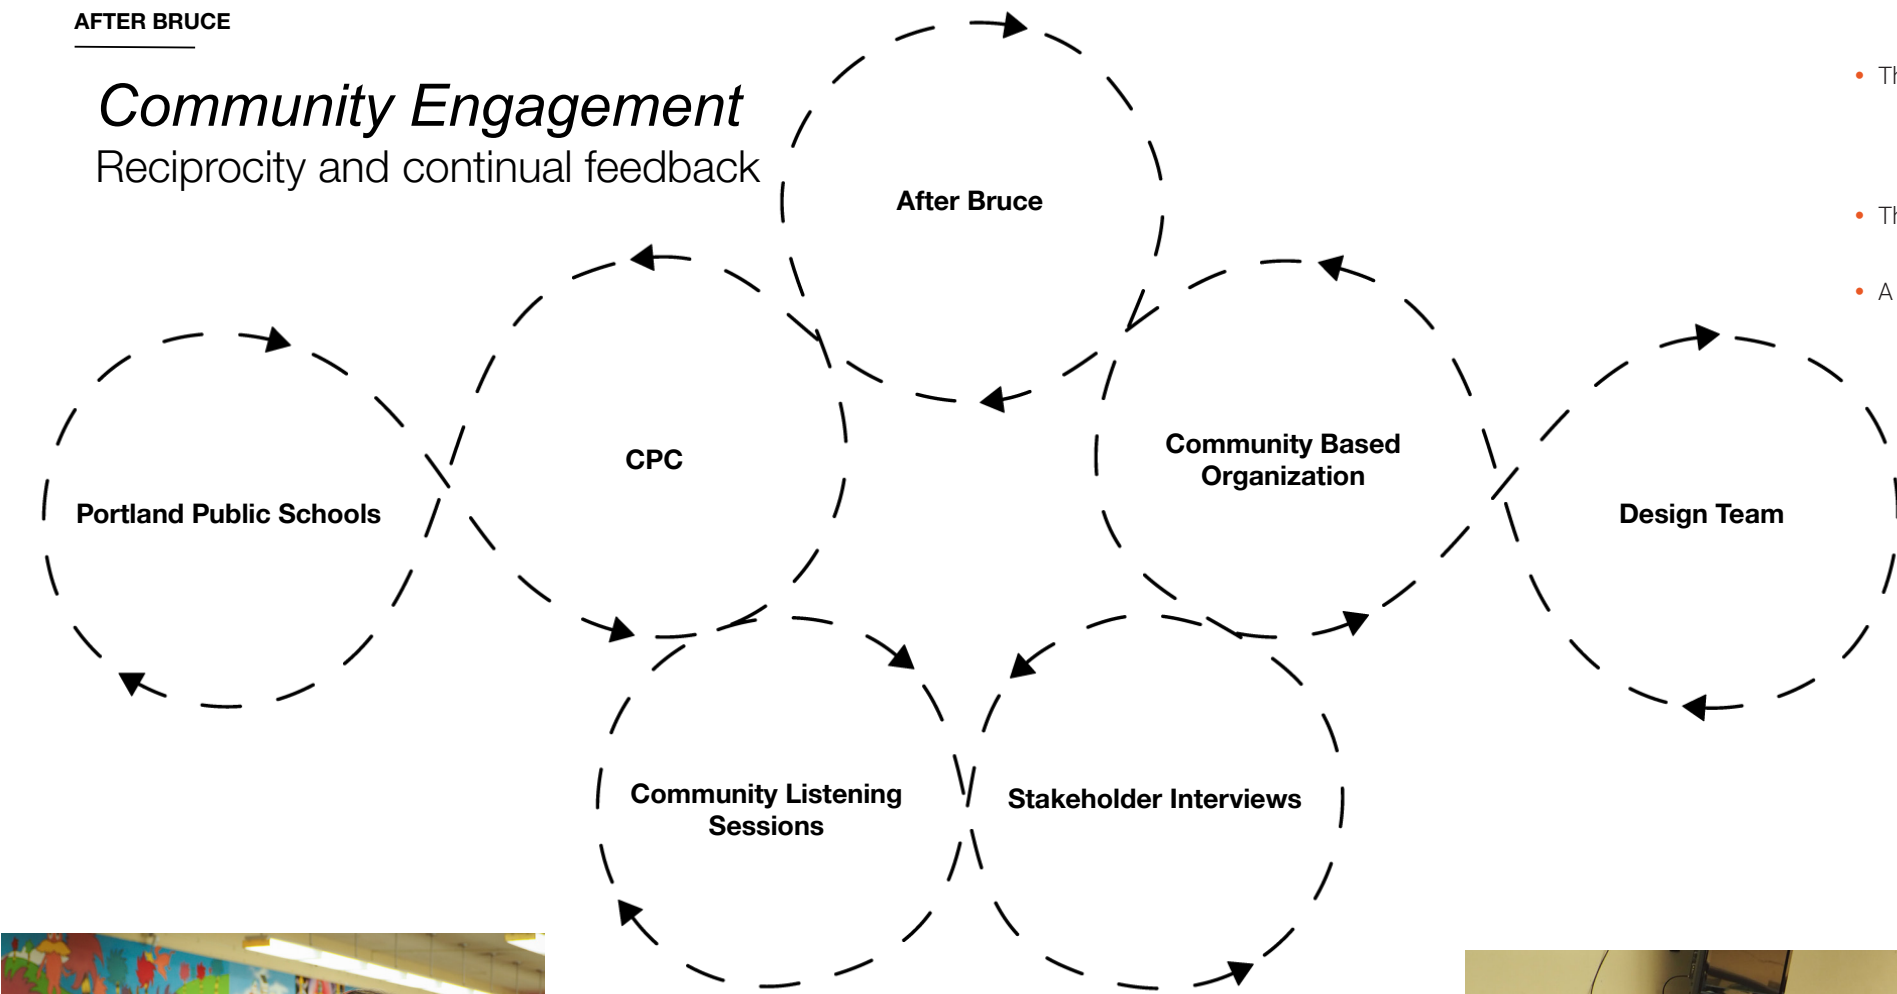 AFTER BRUCE
Community Engagement
Reciprocity and continual feedback
After Bruce
CPC
Community Based
Organization
Portland Public Schools
Design Team
Community Listening
Sessions
Stakeholder Interviews
A